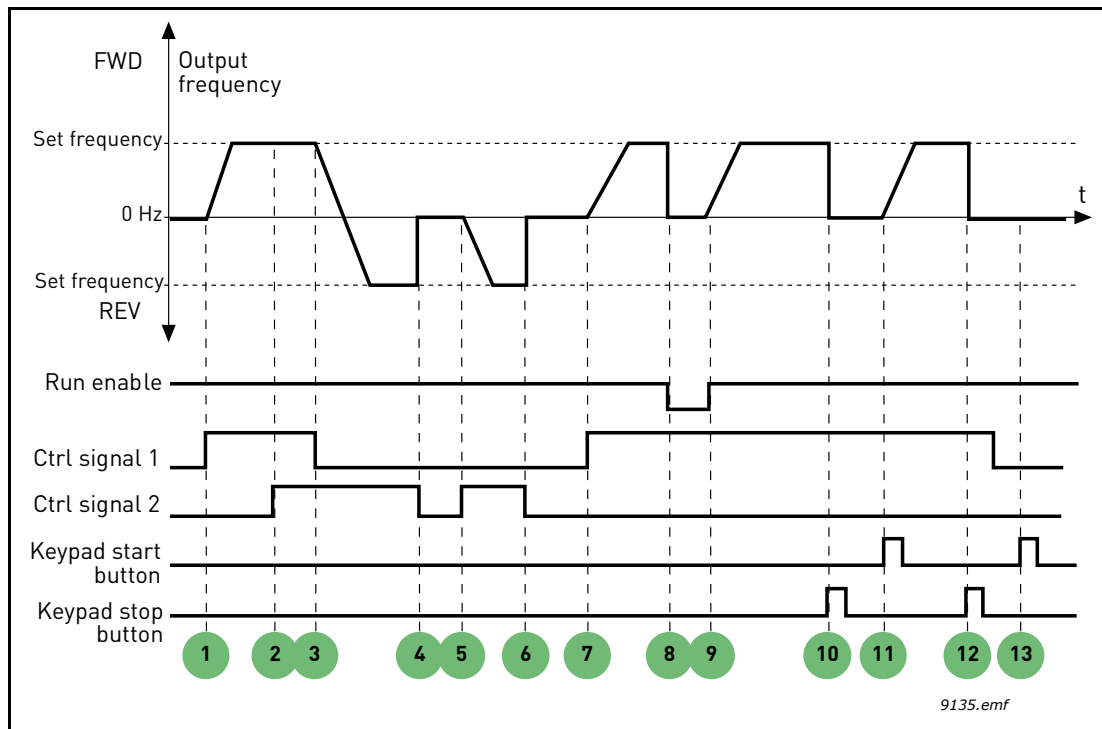 FWD
Output
frequency
Set frequency
t
0 Hz
Set frequency
REV
Run enable
Ctrl signal 1
Ctrl signal 2
Keypad start
button
Keypad stop
button
1 2 3 4 5 6 7 8 9 10 11 12 13
9135.emf